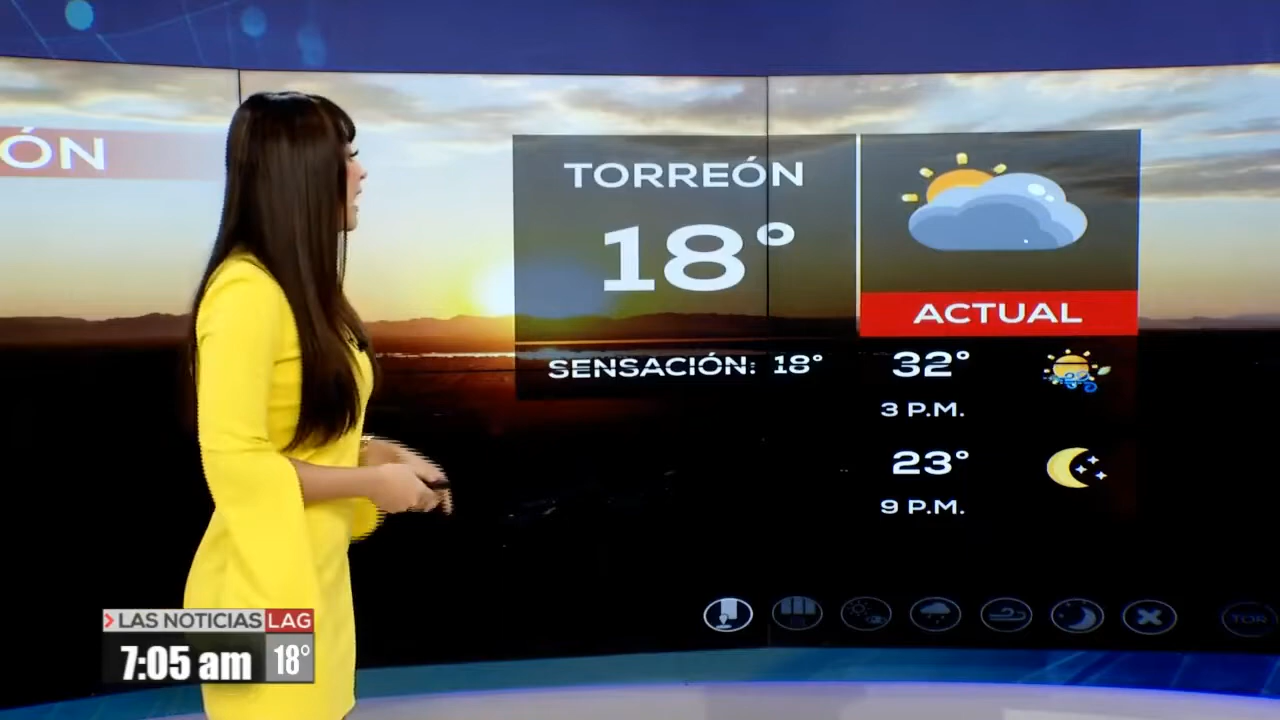 ÓN
TORREÓN
18°
ACTUAL
SENSACIÓN: 18°
32°
3 P.M.
23°
9 P.M.
TOR
LAS NOTICIAS LAG
7:05 am 18°